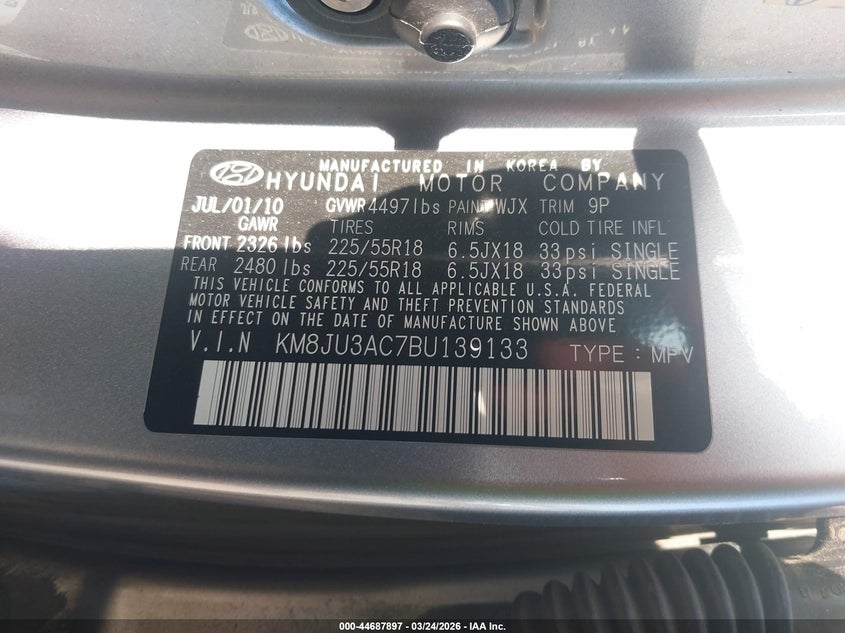 MANUFACTURED IN KOREA BY
HYUNDAI MOTOR COMPANY
JUL/01/10 GVWR 4497lbs PAINT WJX TRIM 9P
GAWR TIRES RIMS COLD TIRE INFL
FRONT 2326 lbs 225/55R18 6.5JX18 33psi SINGLE
REAR 2480 lbs 225/55R18 6.5JX18 33psi SINGLE
THIS VEHICLE CONFORMS TO ALL APPLICABLE U.S.A. FEDERAL
MOTOR VEHICLE SAFETY AND THEFT PREVENTION STANDARDS
IN EFFECT ON THE DATE OF MANUFACTURE SHOWN ABOVE
V.I.N KM8JU3AC7BU139133 TYPE : MPV
000-44687897 - 03/24/2026 - IAA Inc.